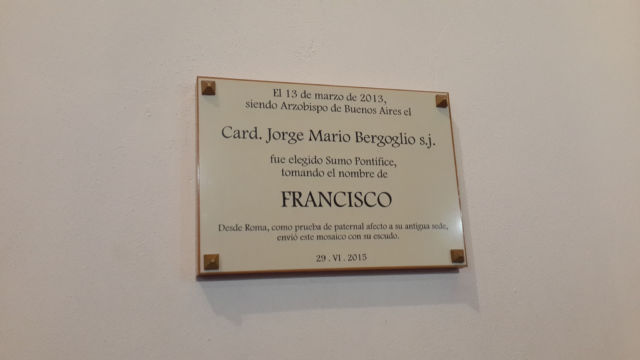 El 13 de marzo de 2013,
siendo Arzobispo de Buenos Aires el
Card. Jorge Mario Bergoglio s.j.
fue elegido Sumo Pontífice,
tomando el nombre de
FRANCISCO
Desde Roma, como prueba de paternal afecto a su antigua sede,
envió este mosaico con su escudo.
29 . VI . 2015